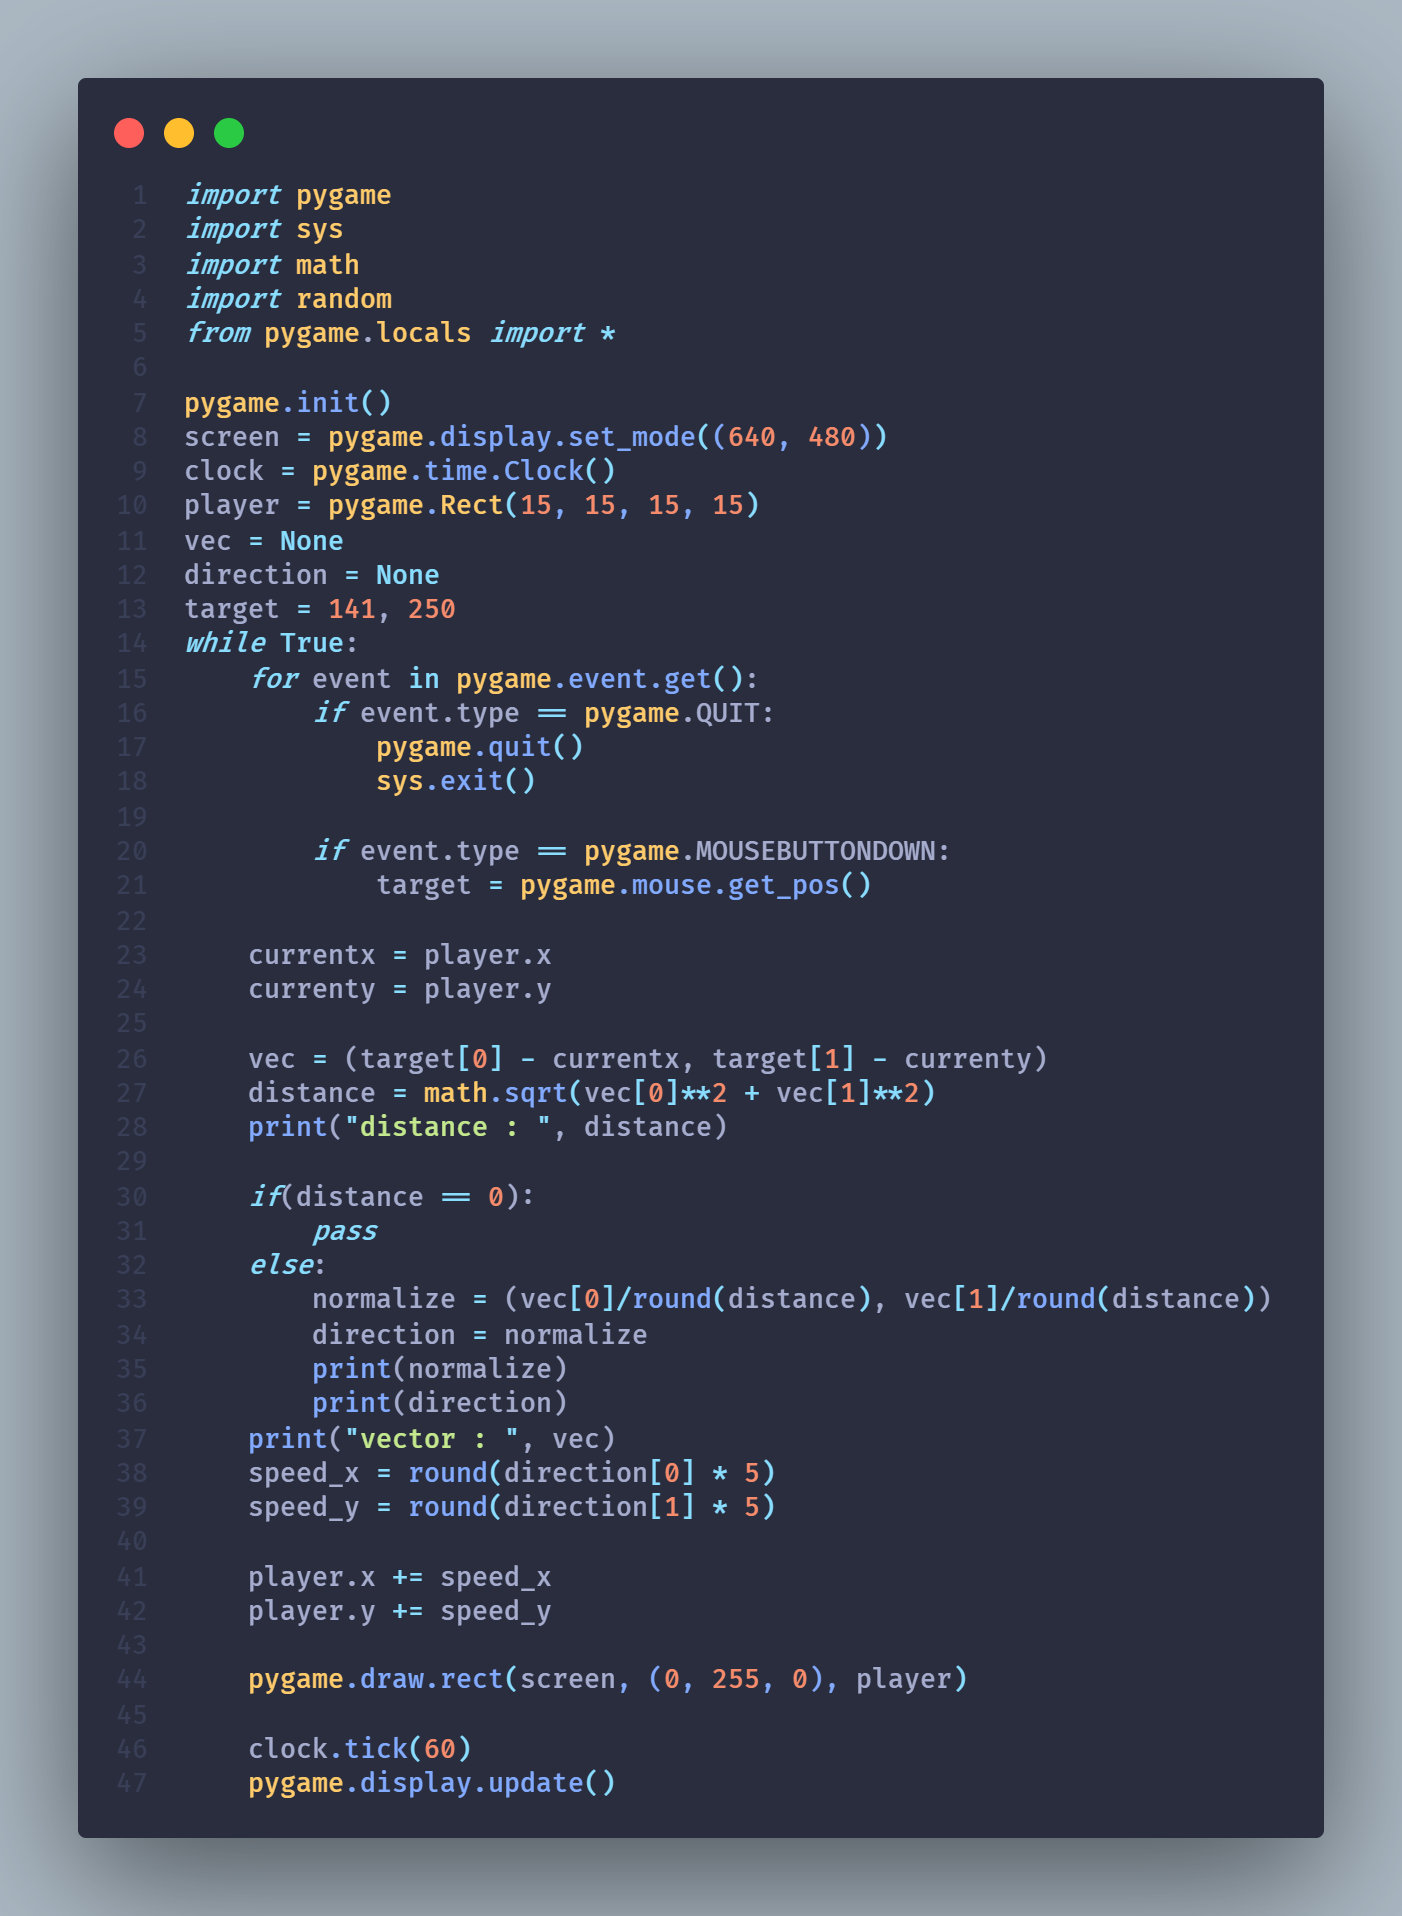 1 import pygame
2 import sys
3 import math
4 import random
5 from pygame.locals import *
6
7 pygame.init()
8 screen = pygame.display.set_mode((640, 480))
9 clock = pygame.time.Clock()
10 player = pygame.Rect(15, 15, 15, 15)
11 vec = None
12 direction = None
13 target = 141, 250
14 while True:
15     for event in pygame.event.get():
16         if event.type == pygame.QUIT:
17             pygame.quit()
18             sys.exit()
19
20         if event.type == pygame.MOUSEBUTTONDOWN:
21             target = pygame.mouse.get_pos()
22
23     currentx = player.x
24     currenty = player.y
25
26     vec = (target[0] - currentx, target[1] - currenty)
27     distance = math.sqrt(vec[0]**2 + vec[1]**2)
28     print("distance : ", distance)
29
30     if(distance == 0):
31         pass
32     else:
33         normalize = (vec[0]/round(distance), vec[1]/round(distance))
34         direction = normalize
35         print(normalize)
36         print(direction)
37     print("vector : ", vec)
38     speed_x = round(direction[0] * 5)
39     speed_y = round(direction[1] * 5)
40
41     player.x += speed_x
42     player.y += speed_y
43
44     pygame.draw.rect(screen, (0, 255, 0), player)
45
46     clock.tick(60)
47     pygame.display.update()